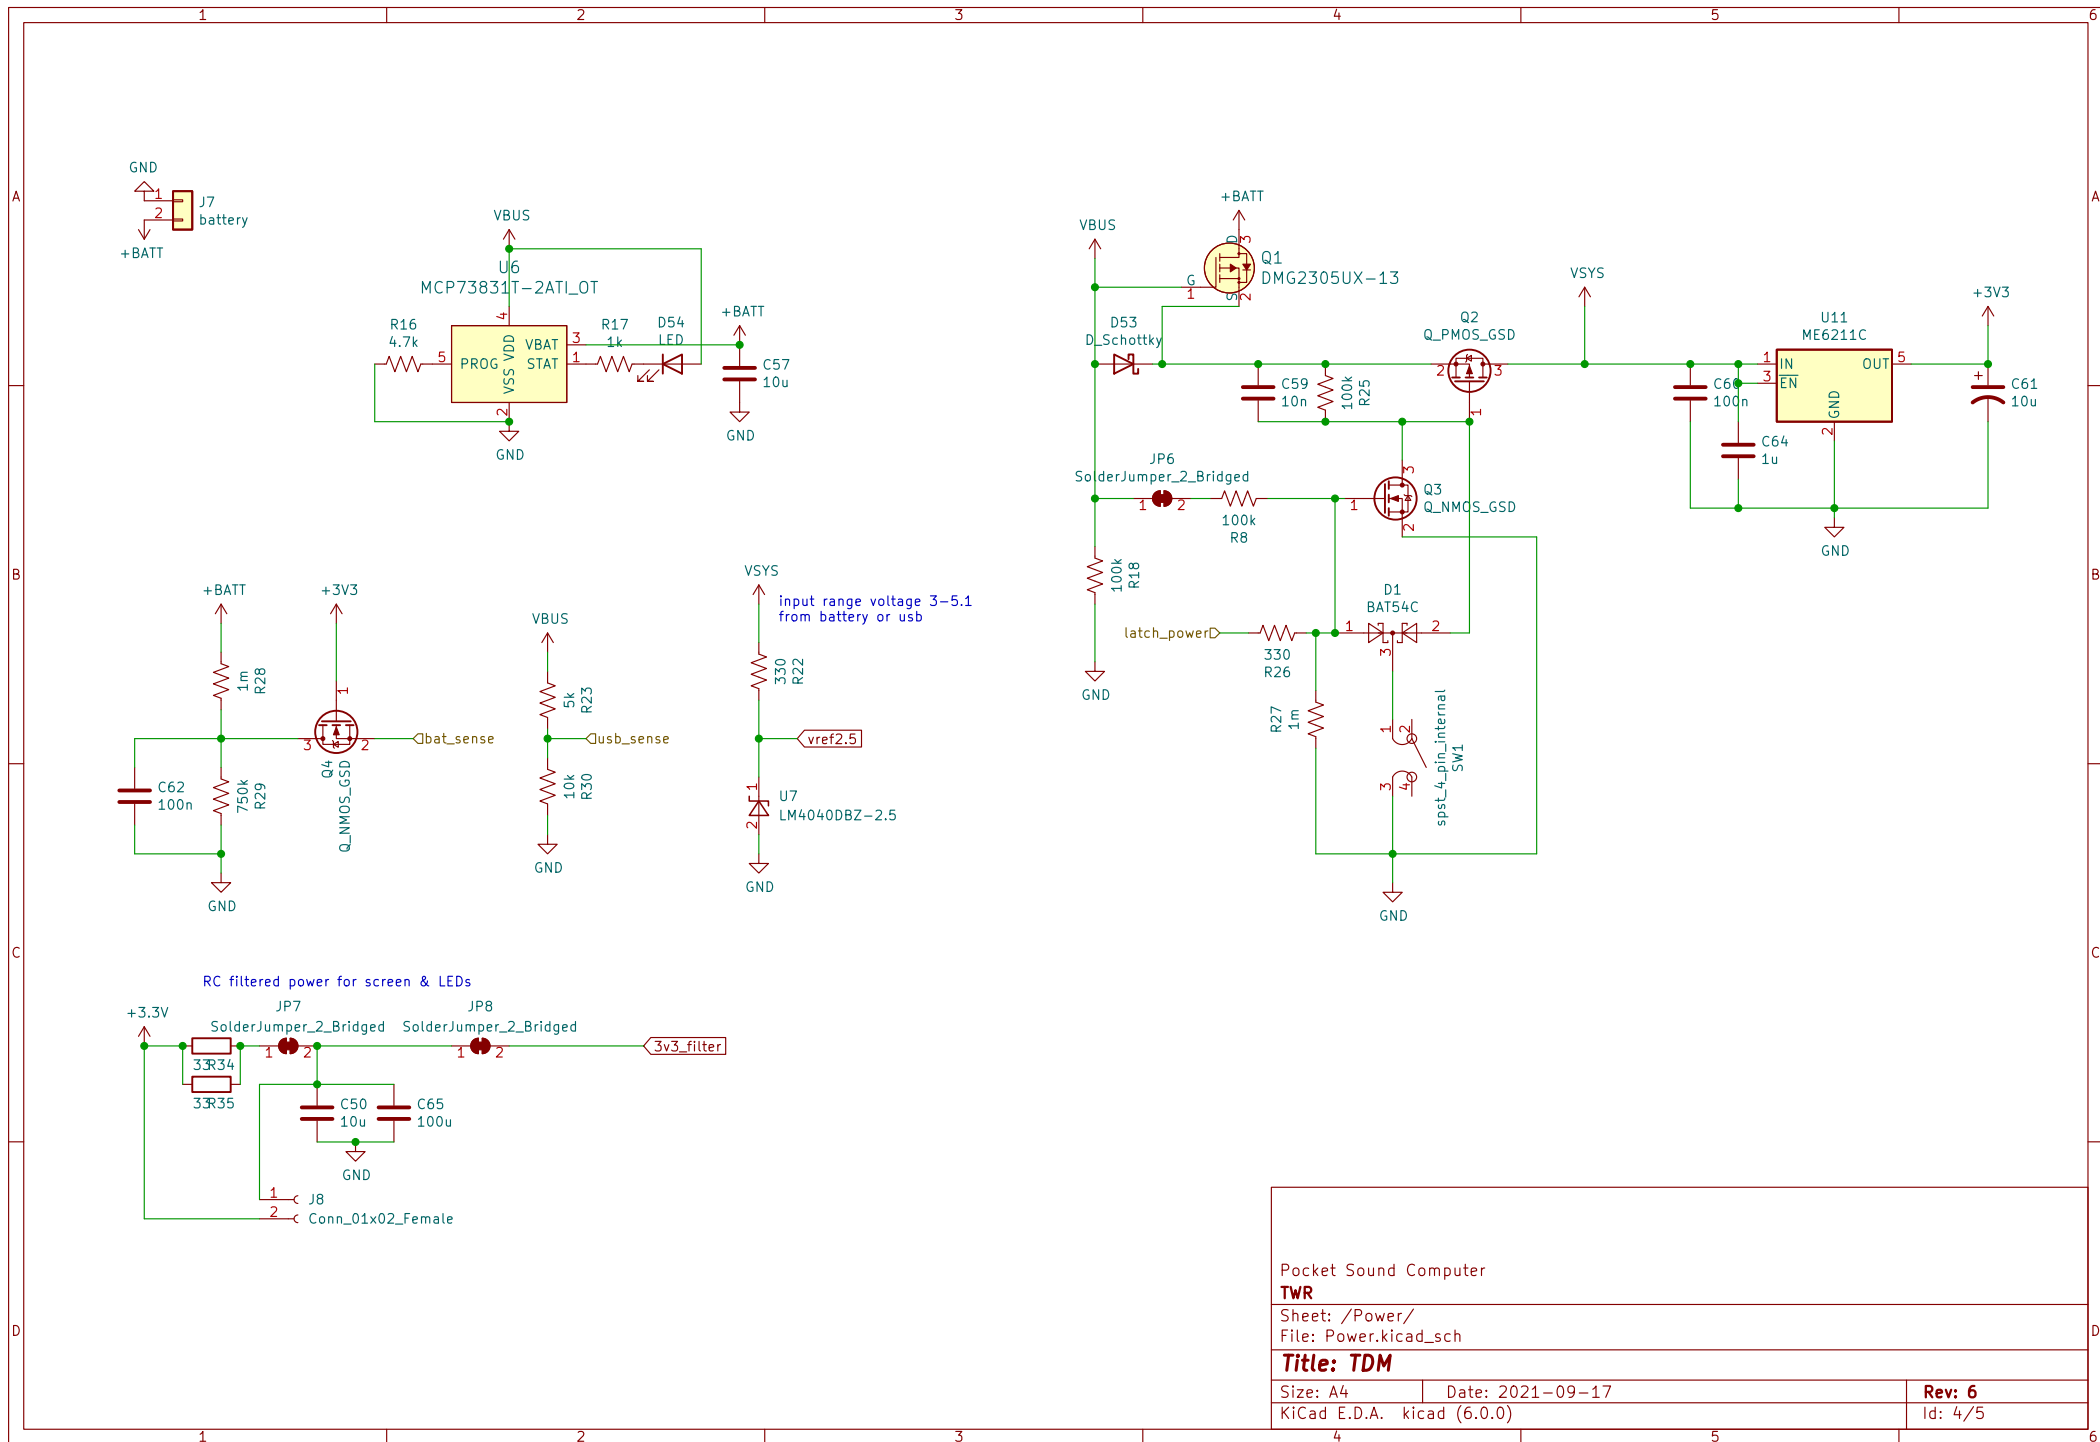 1 2 3 4 5 6
A
B
C
D
A
B
C
D
1 2 3 4 5 6
GND
1
2
+BATT
J7
battery
VBUS
U6
MCP73831T-2ATI_OT
R16
4.7k
5
PROG
VSS VDD
4
2
VBAT
STAT
3
1
R17
1k
D54
LED
+BATT
C57
10u
GND
GND
VBUS
+BATT
D
3
G
1
S
2
Q1
DMG2305UX-13
D53
D_Schottky
C59
10n
100k
R25
Q2
Q_PMOS_GSD
2
3
1
VSYS
C66
100n
C64
1u
U11
ME6211C
1
3
IN
EN
OUT
5
GND
2
+3V3
+
C61
10u
GND
JP6
SolderJumper_2_Bridged
1
2
100k
R8
3
1
2
Q3
Q_NMOS_GSD
100k
R18
GND
latch_power
330
R26
D1
BAT54C
1
2
3
R27
1m
1
2
3
4
spst_4_pin_internal
SW1
GND
+BATT
1m
R28
750k
R29
C62
100n
GND
+3V3
1
3
2
Q4
Q_NMOS_GSD
bat_sense
VBUS
5k
R23
usb_sense
10k
R30
GND
VSYS
input range voltage 3-5.1
from battery or usb
330
R22
vref2.5
1
2
U7
LM4040DBZ-2.5
GND
RC filtered power for screen & LEDs
+3.3V
33 R34
33 R35
JP7
SolderJumper_2_Bridged
1
2
JP8
SolderJumper_2_Bridged
1
2
3v3_filter
C50
10u
C65
100u
GND
1
2
J8
Conn_01x02_Female
Pocket Sound Computer
TWR
Sheet: /Power/
File: Power.kicad_sch
Title: TDM
Size: A4
Date: 2021-09-17
Rev: 6
KiCad E.D.A. kicad (6.0.0)
Id: 4/5